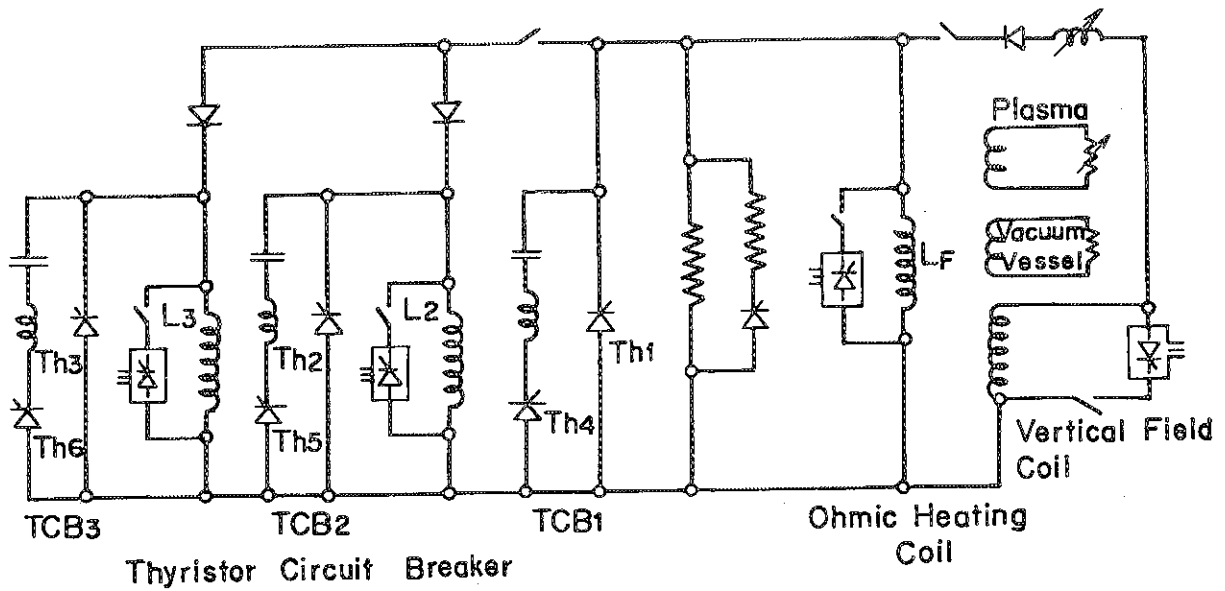 Plasma
Vacuum
Vessel
LF
L3
L2
Th3
Th2
Th1
Th6
Th5
Th4
Vertical Field
Coil
TCB3
TCB2
TCB1
Ohmic Heating
Coil
Thyristor Circuit Breaker